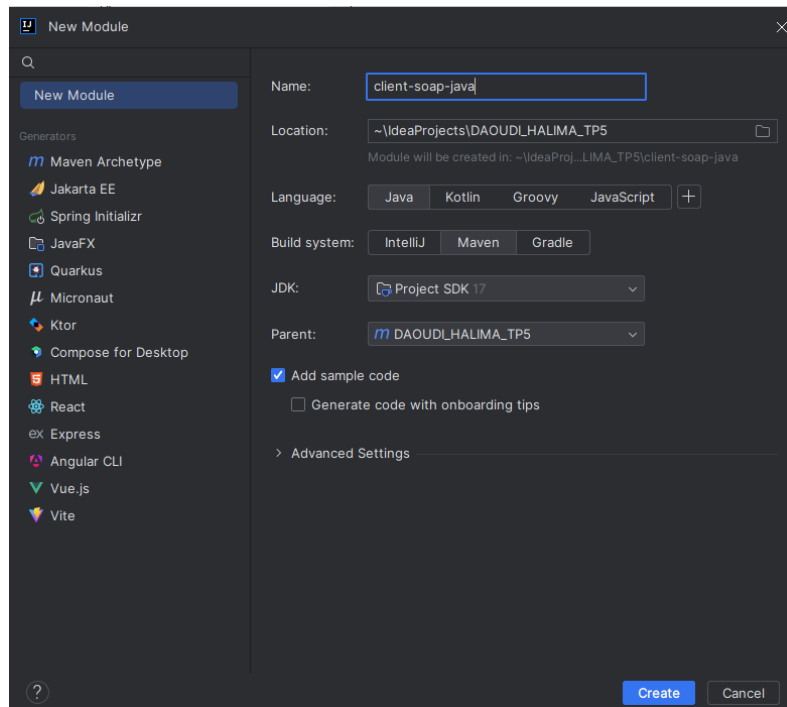 New Module
New Module
Generators
Maven Archetype
Jakarta EE
Spring Initializr
JavaFX
Quarkus
Micronaut
Ktor
Compose for Desktop
HTML
React
Express
Angular CLI
Vue.js
Vite
Name: client-soap-java
Location: ~\IdeaProjects\DAOUDI_HALIMA_TP5
Module will be created in: ~\IdeaProj...LIMA_TP5\client-soap-java
Language: Java Kotlin Groovy JavaScript +
Build system: IntelliJ Maven Gradle
JDK: Project SDK 17
Parent: DAOUDI_HALIMA_TP5
Add sample code
Generate code with onboarding tips
Advanced Settings
? Create Cancel